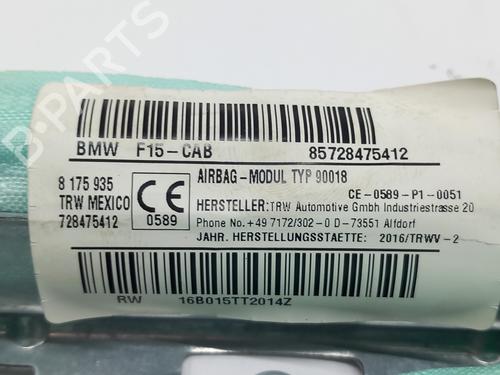 BMW F15-CAB 85728475412
8 175 935
TRW MEXICO
728475412
CE
0589
AIRBAG-MODUL TYP 90018
CE-0589-P1-0051
HERSTELLER: TRW Automotive GmbH Industriestrasse 20
Phone No.+49 7172/302-0 D-73551 Alfdorf
JAHR. HERSTELLUNGSSTAETTE: 2016/TRWV-2
RW 16B015TT2014Z
B-PARTS